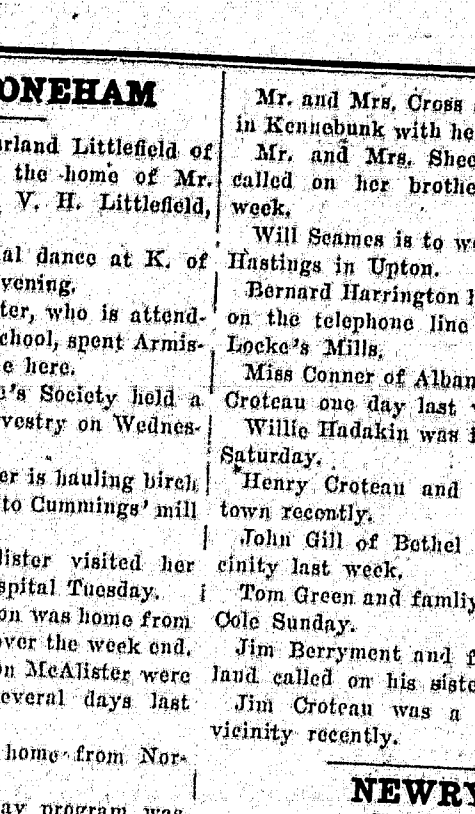 ONEHAM
arland Littlefield of
the home of Mr.
V. H. Littlefield,
al dance at K. of
vening.
ter, who is attend-
chool, spent Armis-
e here.
e's Society held a
vestry on Wednes-
er is hauling birch
to Cummings' mill
lister visited her
spital Tuesday.
on was home from
over the week end.
on McAlister were
everal days last
home from Nor-
ay program was
Mr. and Mrs. Cross
in Kennebunk with he
Mr. and Mrs. Shee
called on her brothe
week.
Will Seames is to w
Hastings in Upton.
Bernard Harrington
on the telephone line
Locke's Mills.
Miss Conner of Alban
Croteau one day last
Willie Hadakin was
Saturday.
Henry Croteau and
town recently.
John Gill of Bethel
cinity last week.
Tom Green and famliy
Cole Sunday.
Jim Berryment and f
land called on his siste
Jim Croteau was a
vicinity recently.
NEWRY